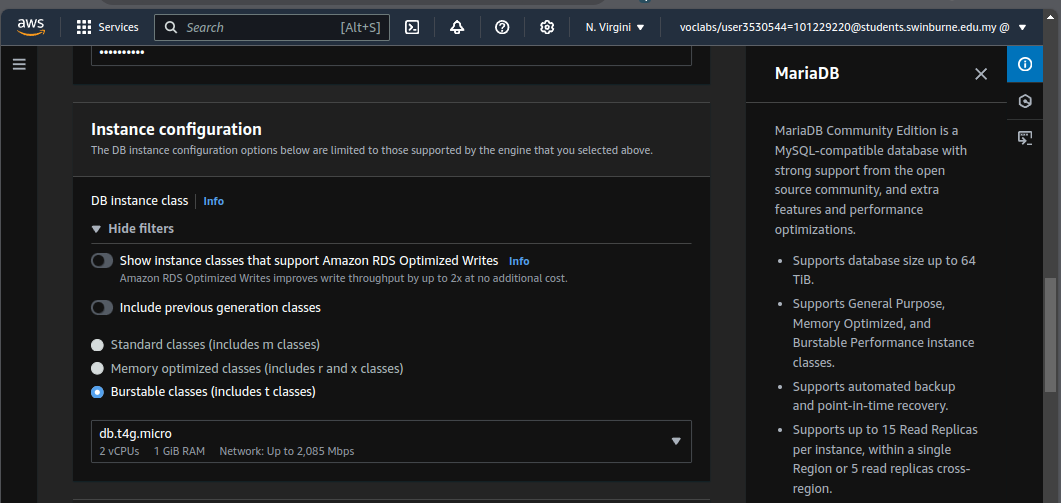 aws
Services
Search
[Alt+S]
N. Virgini
voclabs/user3530544=101229220@students.swinburne.edu.my @
Instance configuration
The DB instance configuration options below are limited to those supported by the engine that you selected above.
DB instance class
Info
Hide filters
Show instance classes that support Amazon RDS Optimized Writes
Info
Amazon RDS Optimized Writes improves write throughput by up to 2x at no additional cost.
Include previous generation classes
Standard classes (includes m classes)
Memory optimized classes (includes r and x classes)
Burstable classes (includes t classes)
db.t4g.micro
2 vCPUs 1 GiB RAM Network: Up to 2,085 Mbps
MariaDB
MariaDB Community Edition is a
MySQL-compatible database with
strong support from the open
source community, and extra
features and performance
optimizations.
• Supports database size up to 64
TiB.
• Supports General Purpose,
Memory Optimized, and
Burstable Performance instance
classes.
• Supports automated backup
and point-in-time recovery.
• Supports up to 15 Read Replicas
per instance, within a single
Region or 5 read replicas cross-
region.